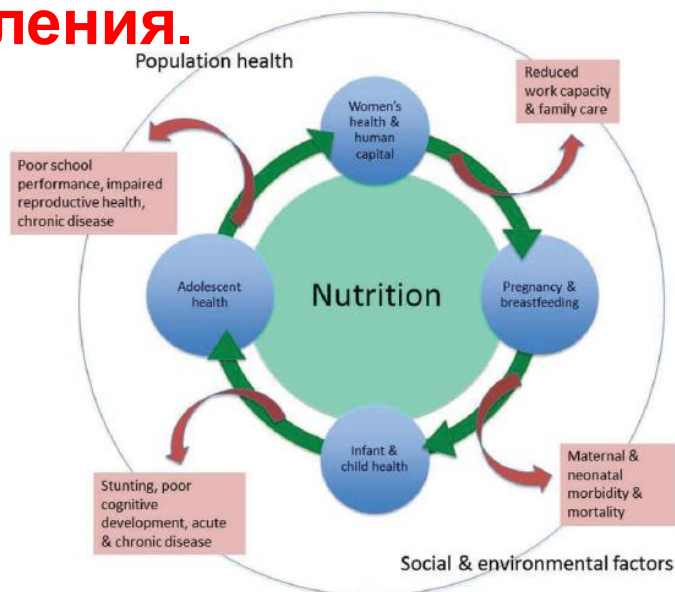 ления.
Population health
Reduced
work capacity
& family care
Women's
health &
human
capital
Poor school
performance, impaired
reproductive health,
chronic disease
Adolescent
health
Nutrition
Pregnancy &
breastfeeding
Infant &
child health
Stunting, poor
cognitive
development, acute
& chronic disease
Maternal &
neonatal
morbidity &
mortality
Social & environmental factors